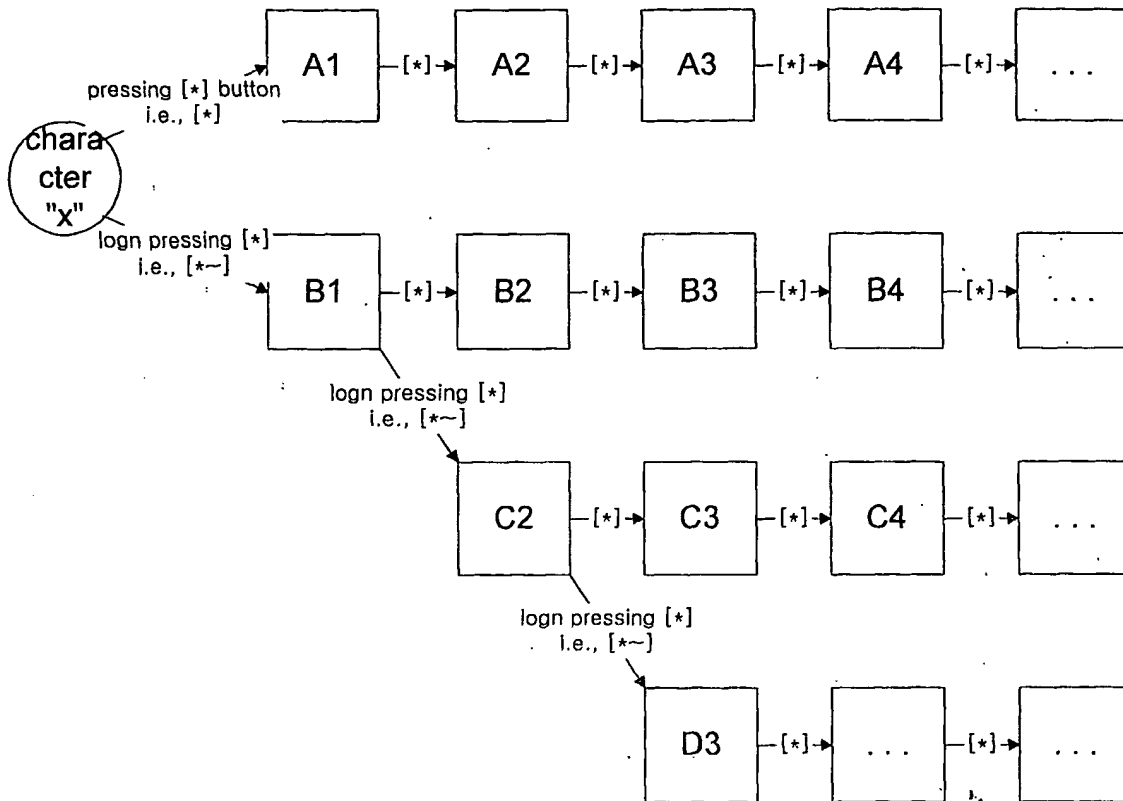 A1 [*] A2 [*] A3 [*] A4 [*] ...
pressing [*] button
i.e., [*]
chara
cter
"x"
logn pressing [*]
i.e., [*~]
B1 [*] B2 [*] B3 [*] B4 [*] ...
logn pressing [*]
i.e., [*~]
C2 [*] C3 [*] C4 [*] ...
logn pressing [*]
i.e., [*~]
D3 [*] ... [*] ...